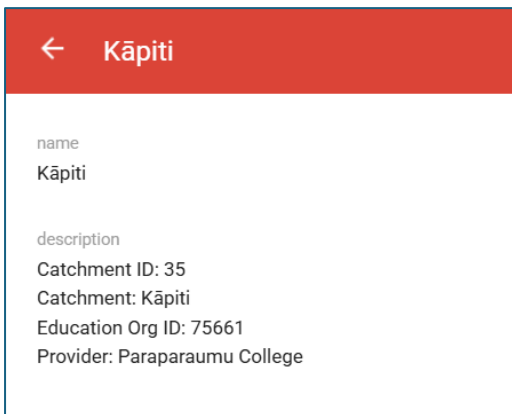 Kāpiti
name
Kāpiti
description
Catchment ID: 35
Catchment: Kāpiti
Education Org ID: 75661
Provider: Paraparaumu College